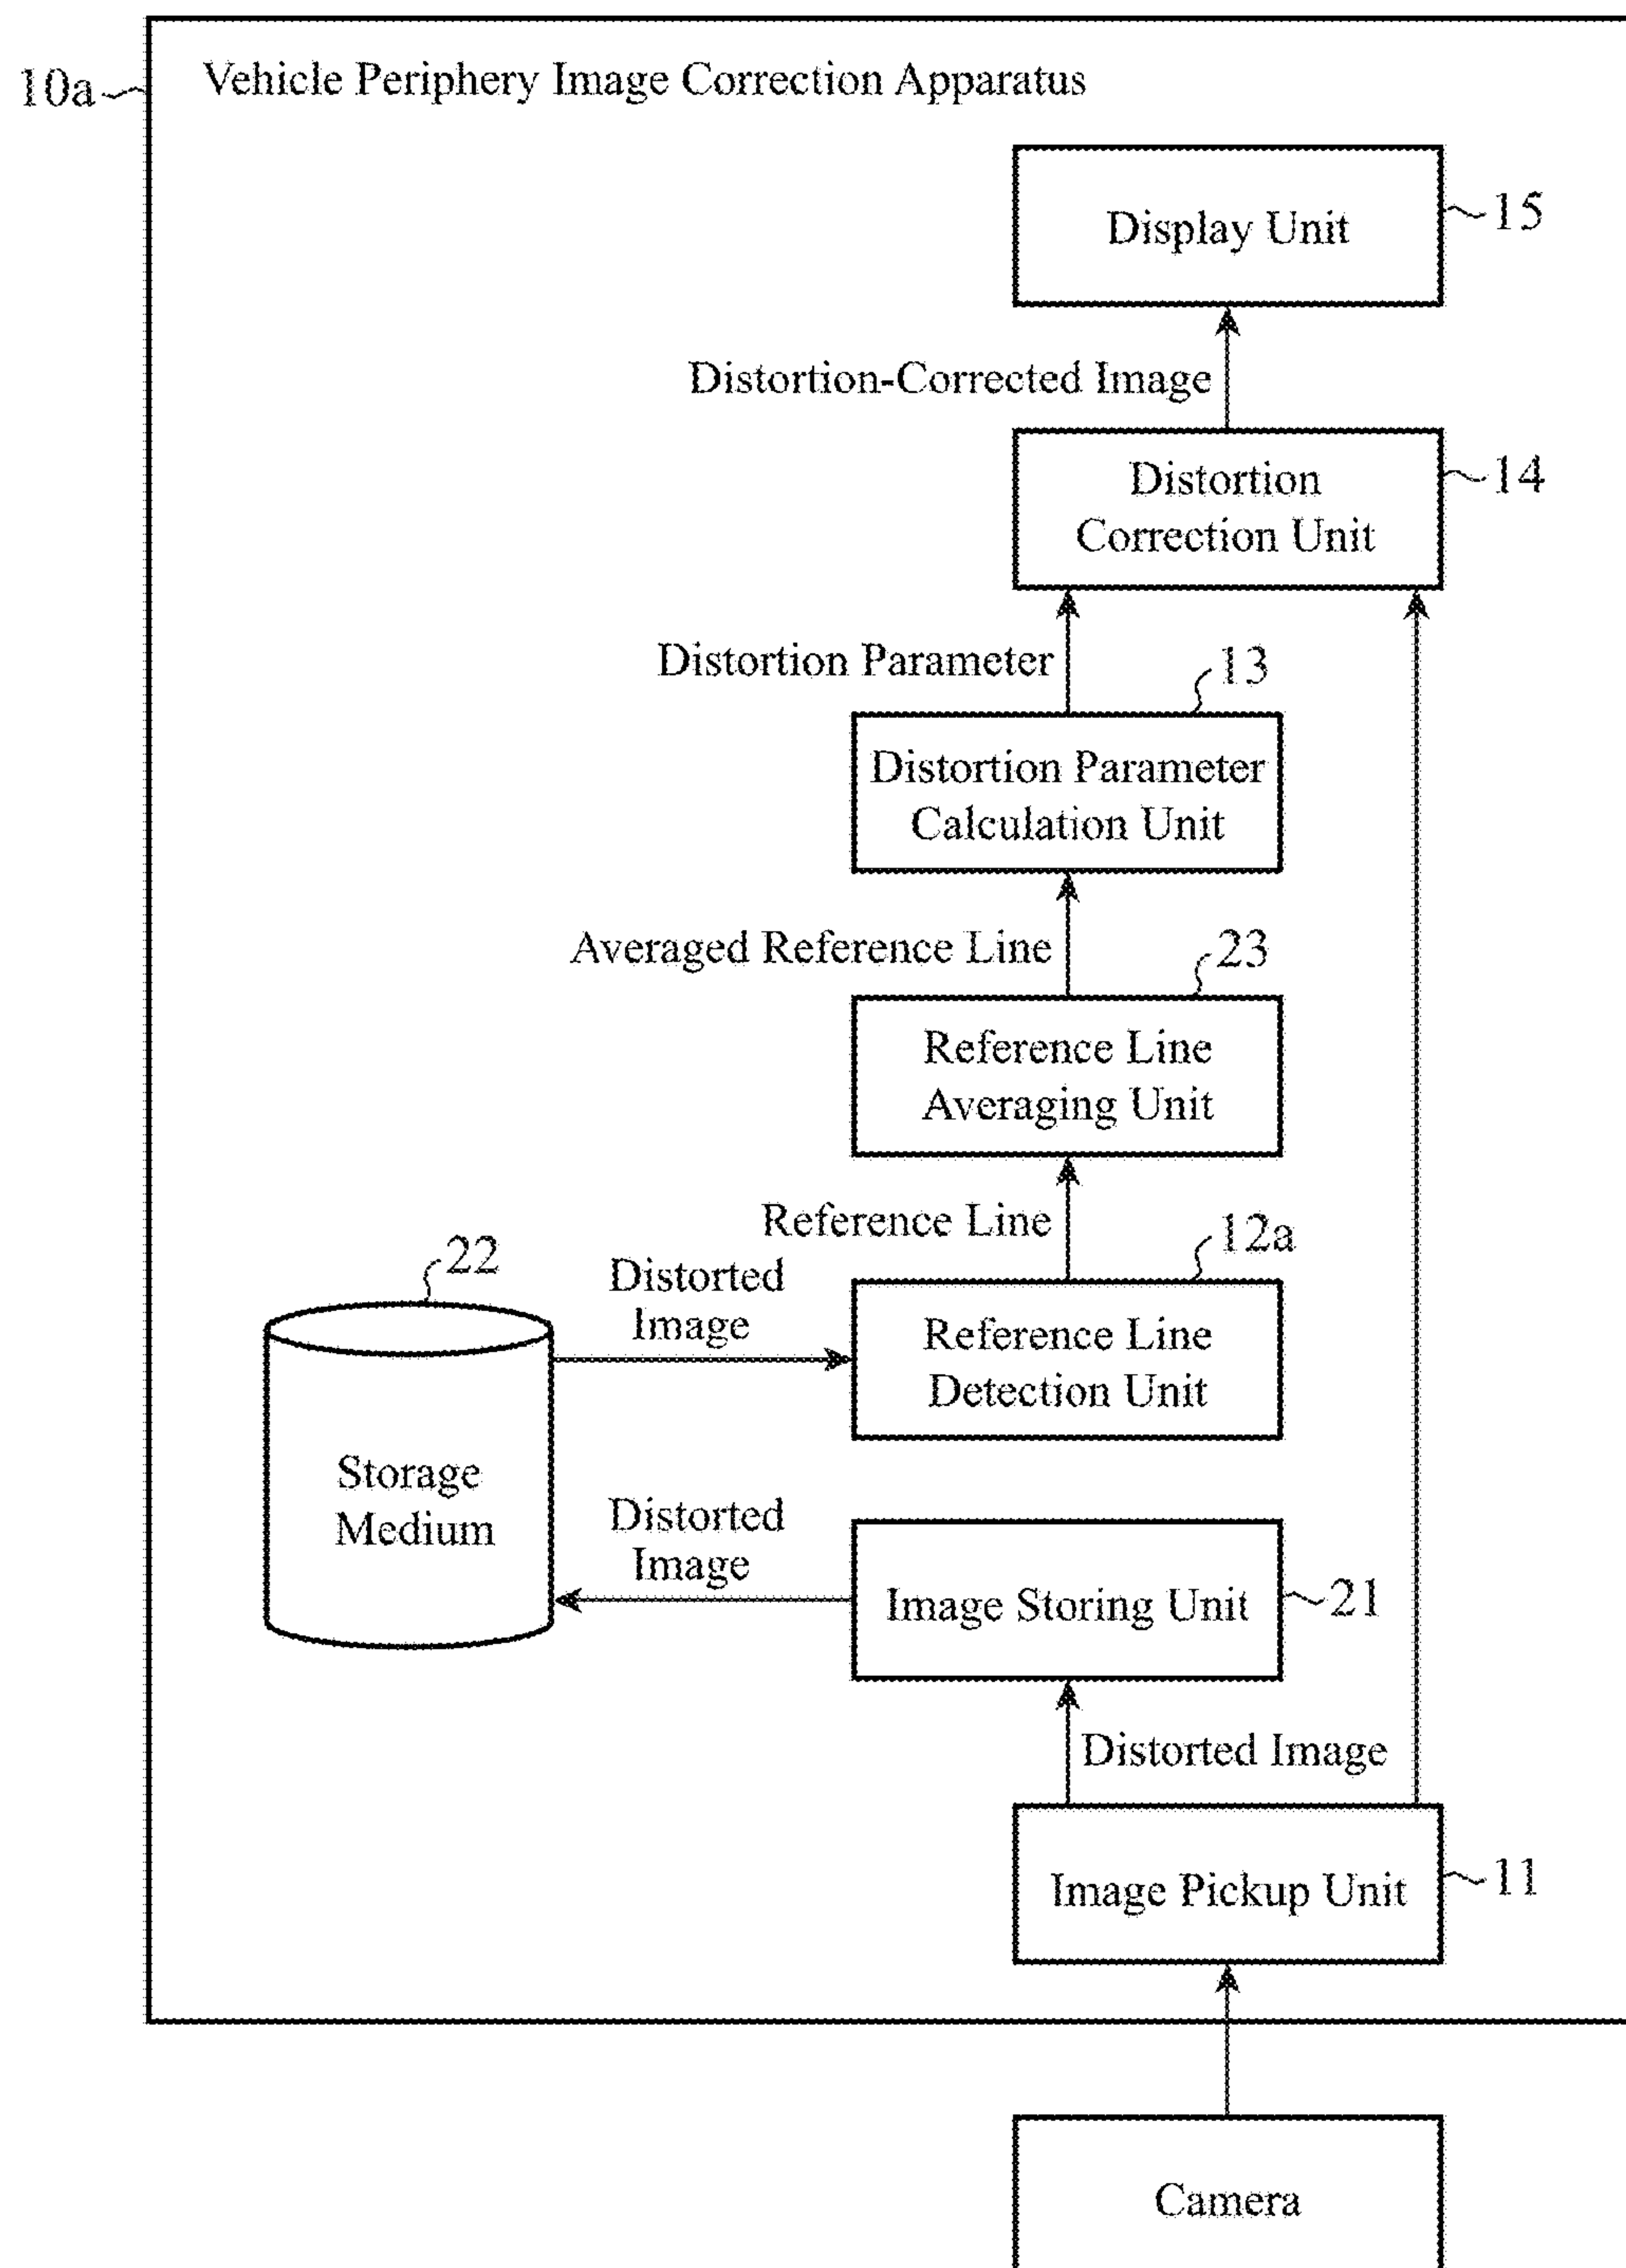 10a
Vehicle Periphery Image Correction Apparatus
Display Unit
15
Distortion-Corrected Image
Distortion
Correction Unit
14
Distortion Parameter
13
Distortion Parameter
Calculation Unit
Averaged Reference Line
23
Reference Line
Averaging Unit
Reference Line
12a
22
Distorted
Image
Reference Line
Detection Unit
Storage
Medium
Distorted
Image
Image Storing Unit
21
Distorted Image
Image Pickup Unit
11
Camera